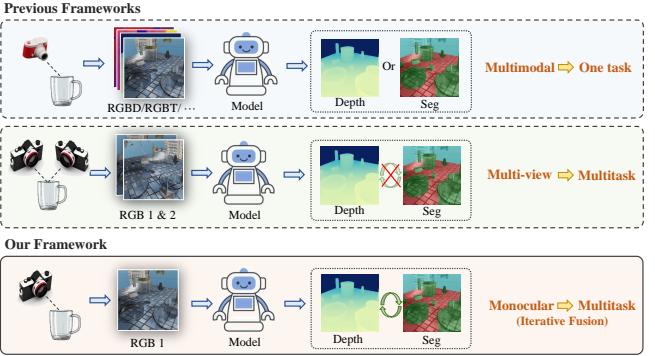 Previous Frameworks
RGBD/RGBT/ ···
Model
Depth
Or
Seg
Multimodal
One task
RGB 1 & 2
Model
Depth
Seg
Multi-view
Multitask
Our Framework
RGB 1
Model
Depth
Seg
Monocular
Multitask
(Iterative Fusion)